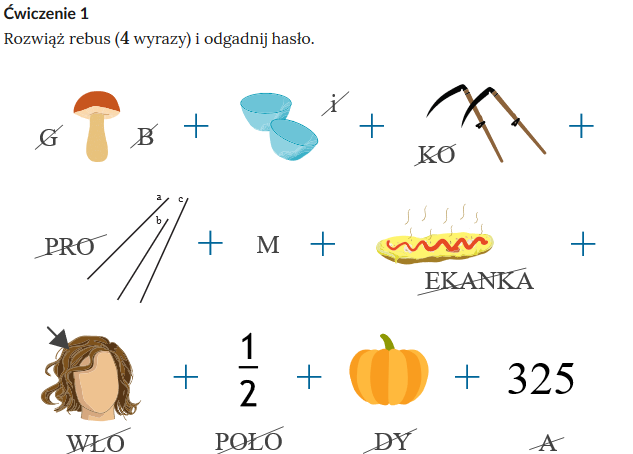 Ćwiczenie 1
Rozwiąż rebus (4 wyrazy) i odgadnij hasło.
G B + i + KO +
PRO a b c + M + EKANKA +
+ 1/2 + + 325
WŁO POŁO DY A